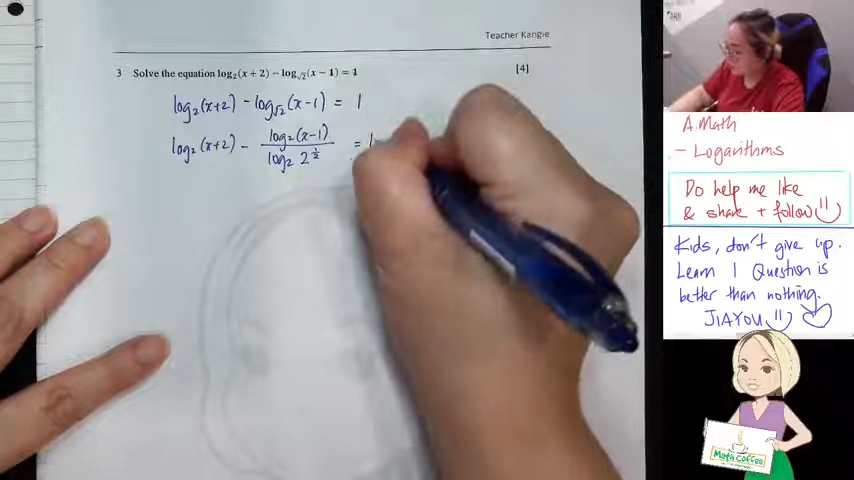 Teacher Kangie
3 Solve the equation log₂(x + 2) − log√₂(x − 1) = 1
[4]
log₂(x+2) - log√₂(x-1) = 1
log₂(x+2) - log₂(x-1) / log₂ 2^½ = 1
A.Math
- Logarithms
Do help me like
& share + follow
Kids, don't give up.
Learn 1 Question is
better than nothing.
JIAYOU
Math Coffee